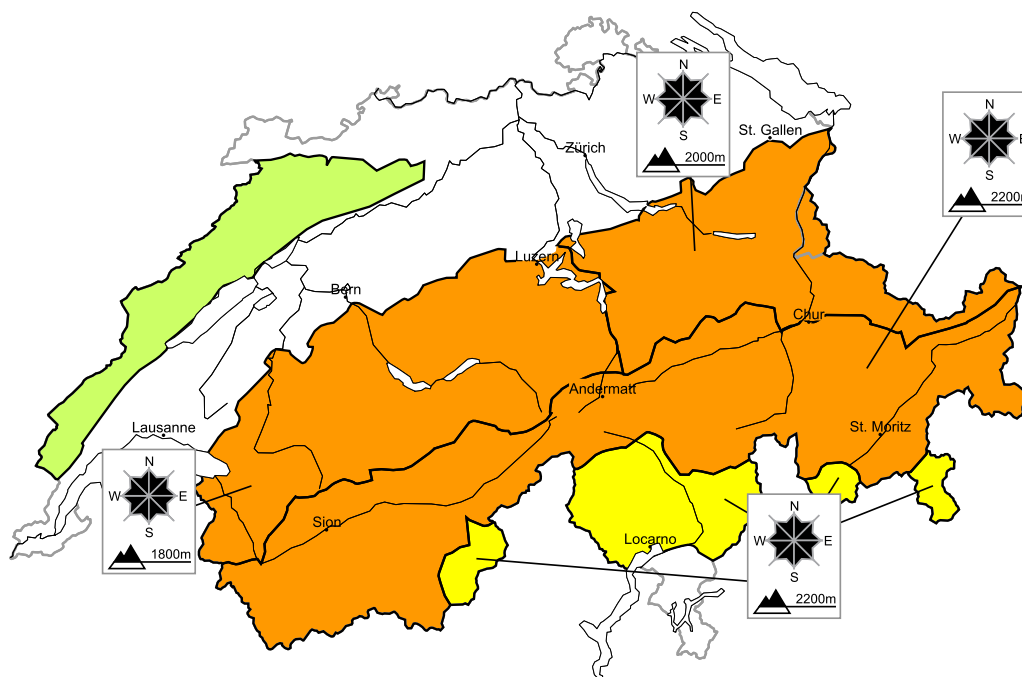 N
W E
S
2000m
St. Gallen
Zürich
N
W E
S
2200m
Luzern
Bern
Chur
Andermatt
St. Moritz
Lausanne
N
W E
S
1800m
Sion
Locarno
N
W E
S
2200m